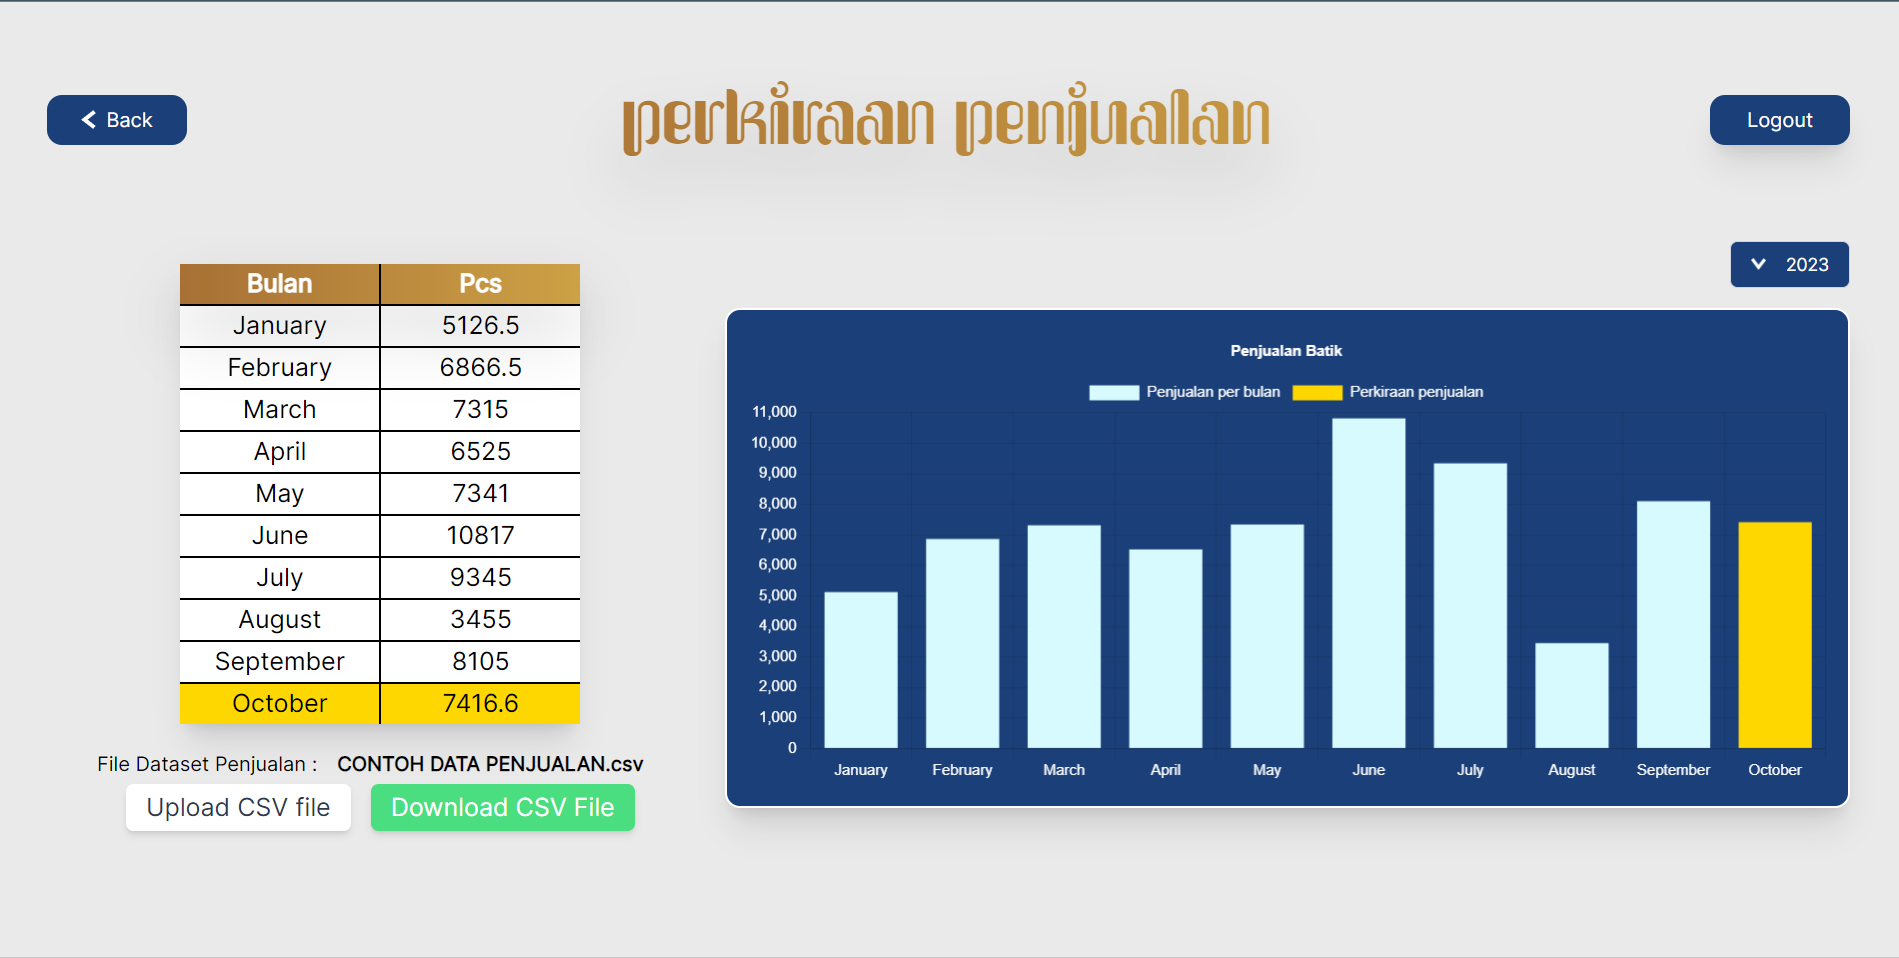 Back
perkiraan penjualan
Logout
2023
Bulan Pcs
January 5126.5
February 6866.5
March 7315
April 6525
May 7341
June 10817
July 9345
August 3455
September 8105
October 7416.6
File Dataset Penjualan : CONTOH DATA PENJUALAN.csv
Upload CSV file Download CSV File
Penjualan Batik
Penjualan per bulan Perkiraan penjualan
11,000
10,000
9,000
8,000
7,000
6,000
5,000
4,000
3,000
2,000
1,000
0
January February March April May June July August September October